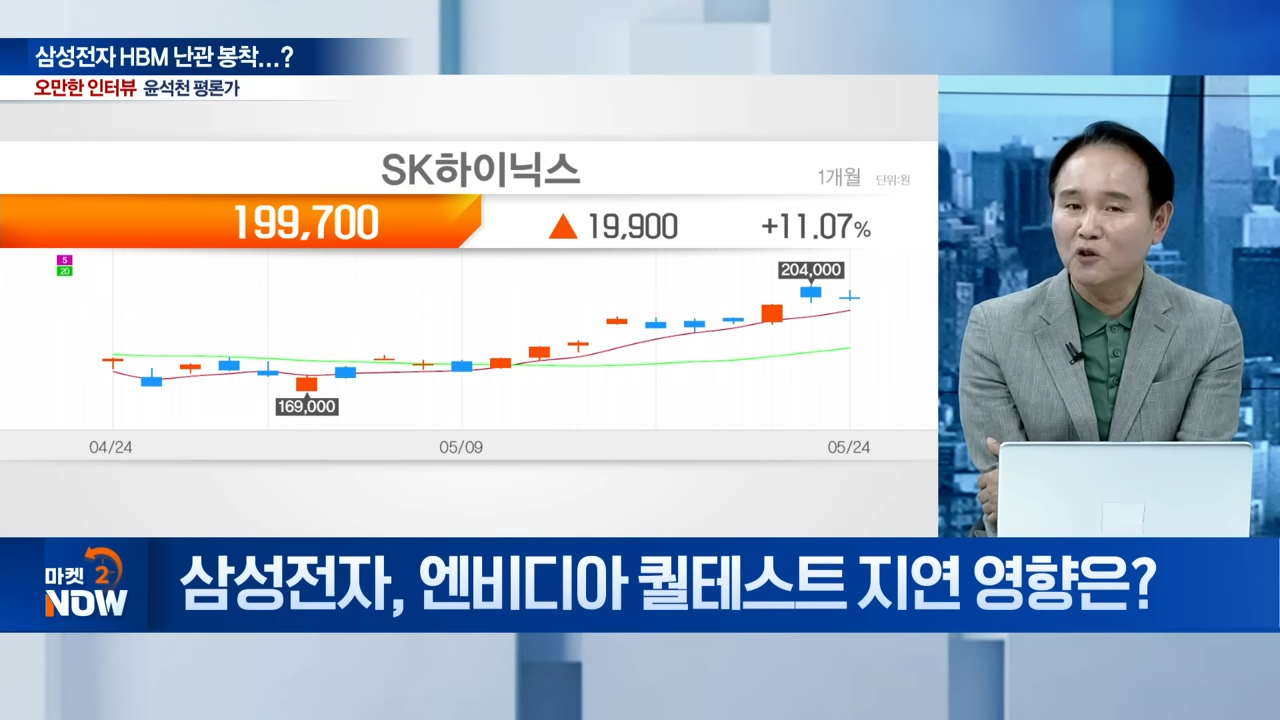 삼성전자 HBM 난관 봉착...?
오만한 인터뷰 윤석천 평론가
SK하이닉스
1개월 단위:원
199,700 ▲ 19,900 +11.07%
5
20
204,000
169,000
04/24 05/09 05/24
마켓 2
NOW
삼성전자, 엔비디아 퀄테스트 지연 영향은?